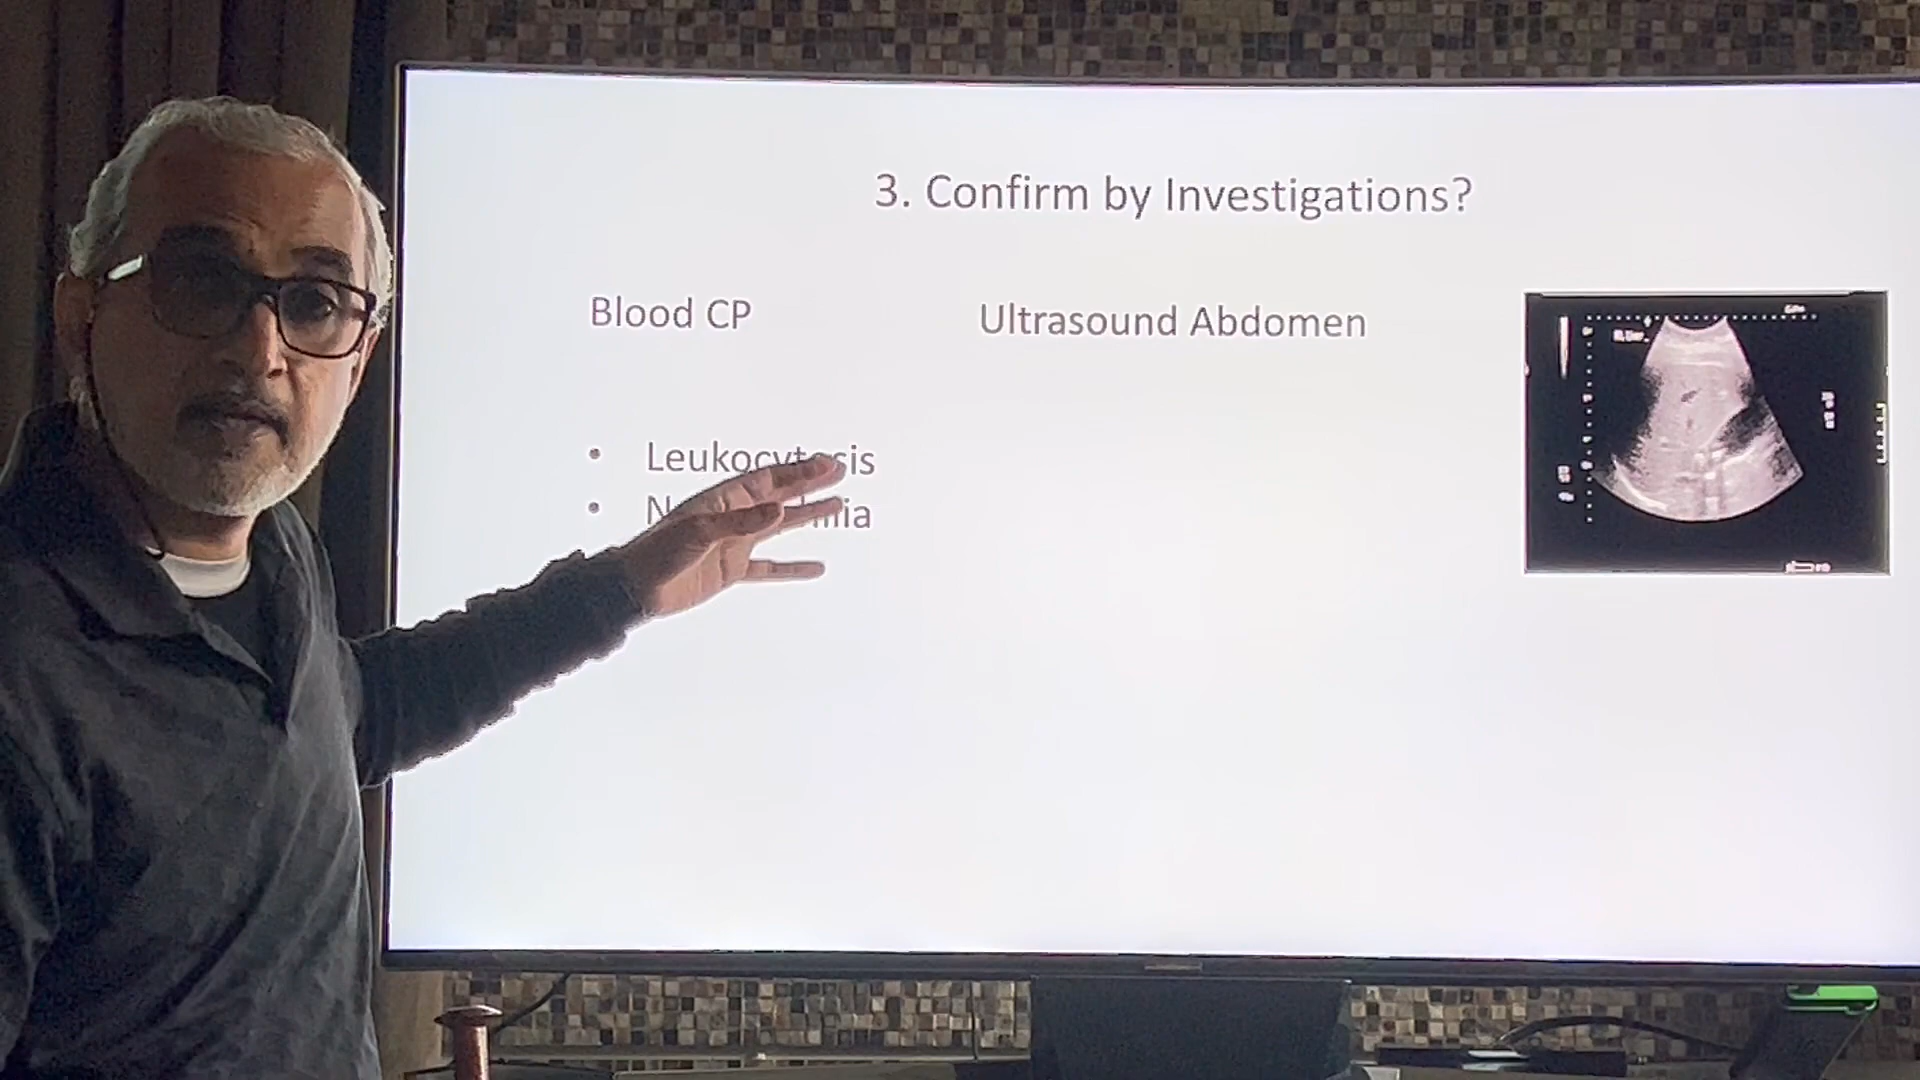 3. Confirm by Investigations?
Blood CP
Ultrasound Abdomen
• Leukocytosis
•